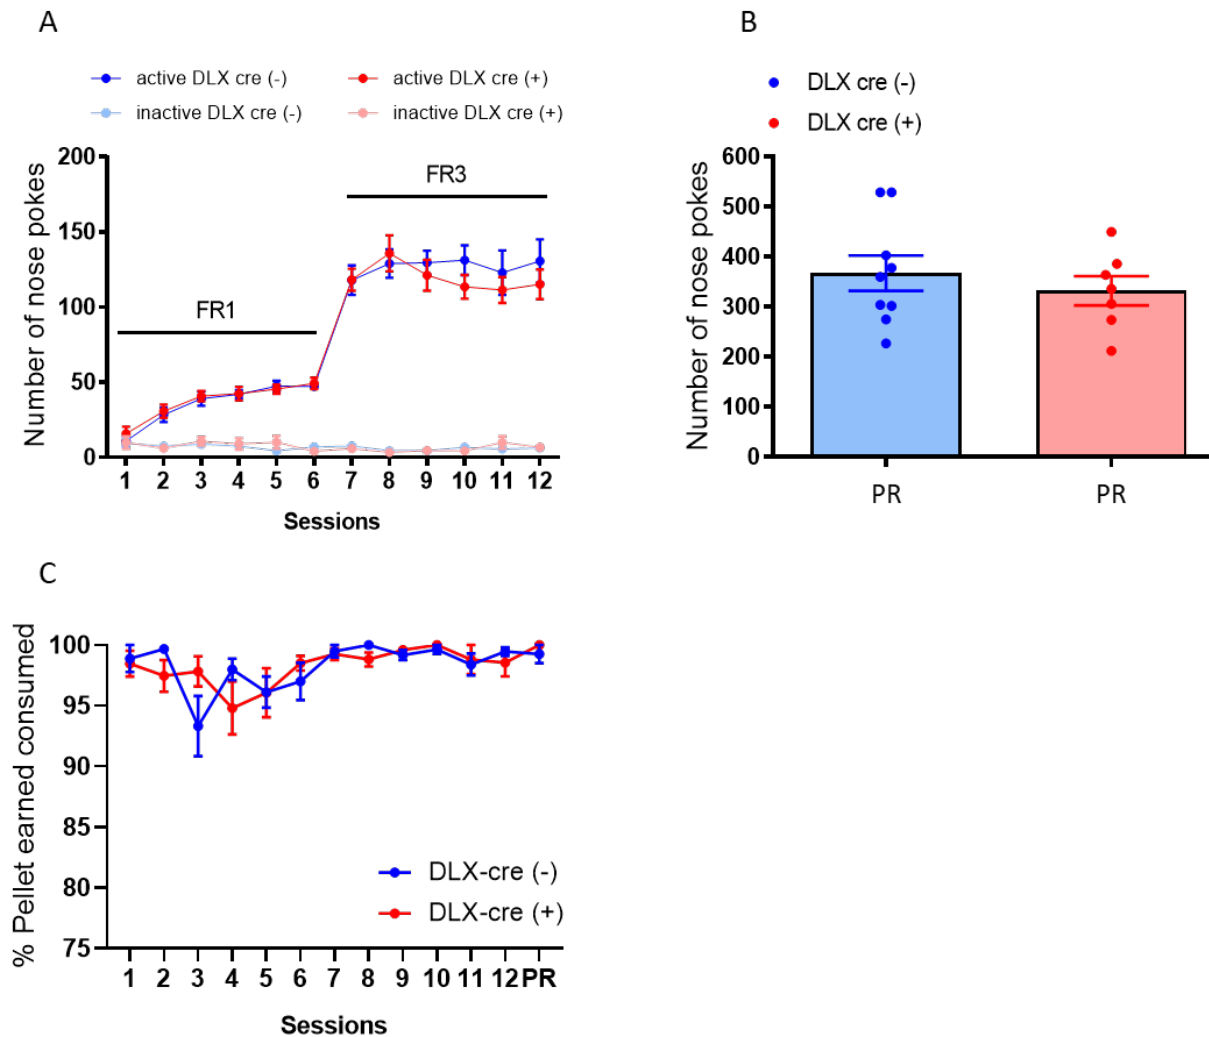 A
active DLX cre (-)
active DLX cre (+)
inactive DLX cre (-)
inactive DLX cre (+)
Number of nose pokes
200
150
100
50
0
FR1
FR3
1 2 3 4 5 6 7 8 9 10 11 12
Sessions
B
DLX cre (-)
DLX cre (+)
Number of nose pokes
600
500
400
300
200
100
0
PR PR
C
% Pellet earned consumed
100
95
90
85
80
75
DLX-cre (-)
DLX-cre (+)
1 2 3 4 5 6 7 8 9 10 11 12 PR
Sessions